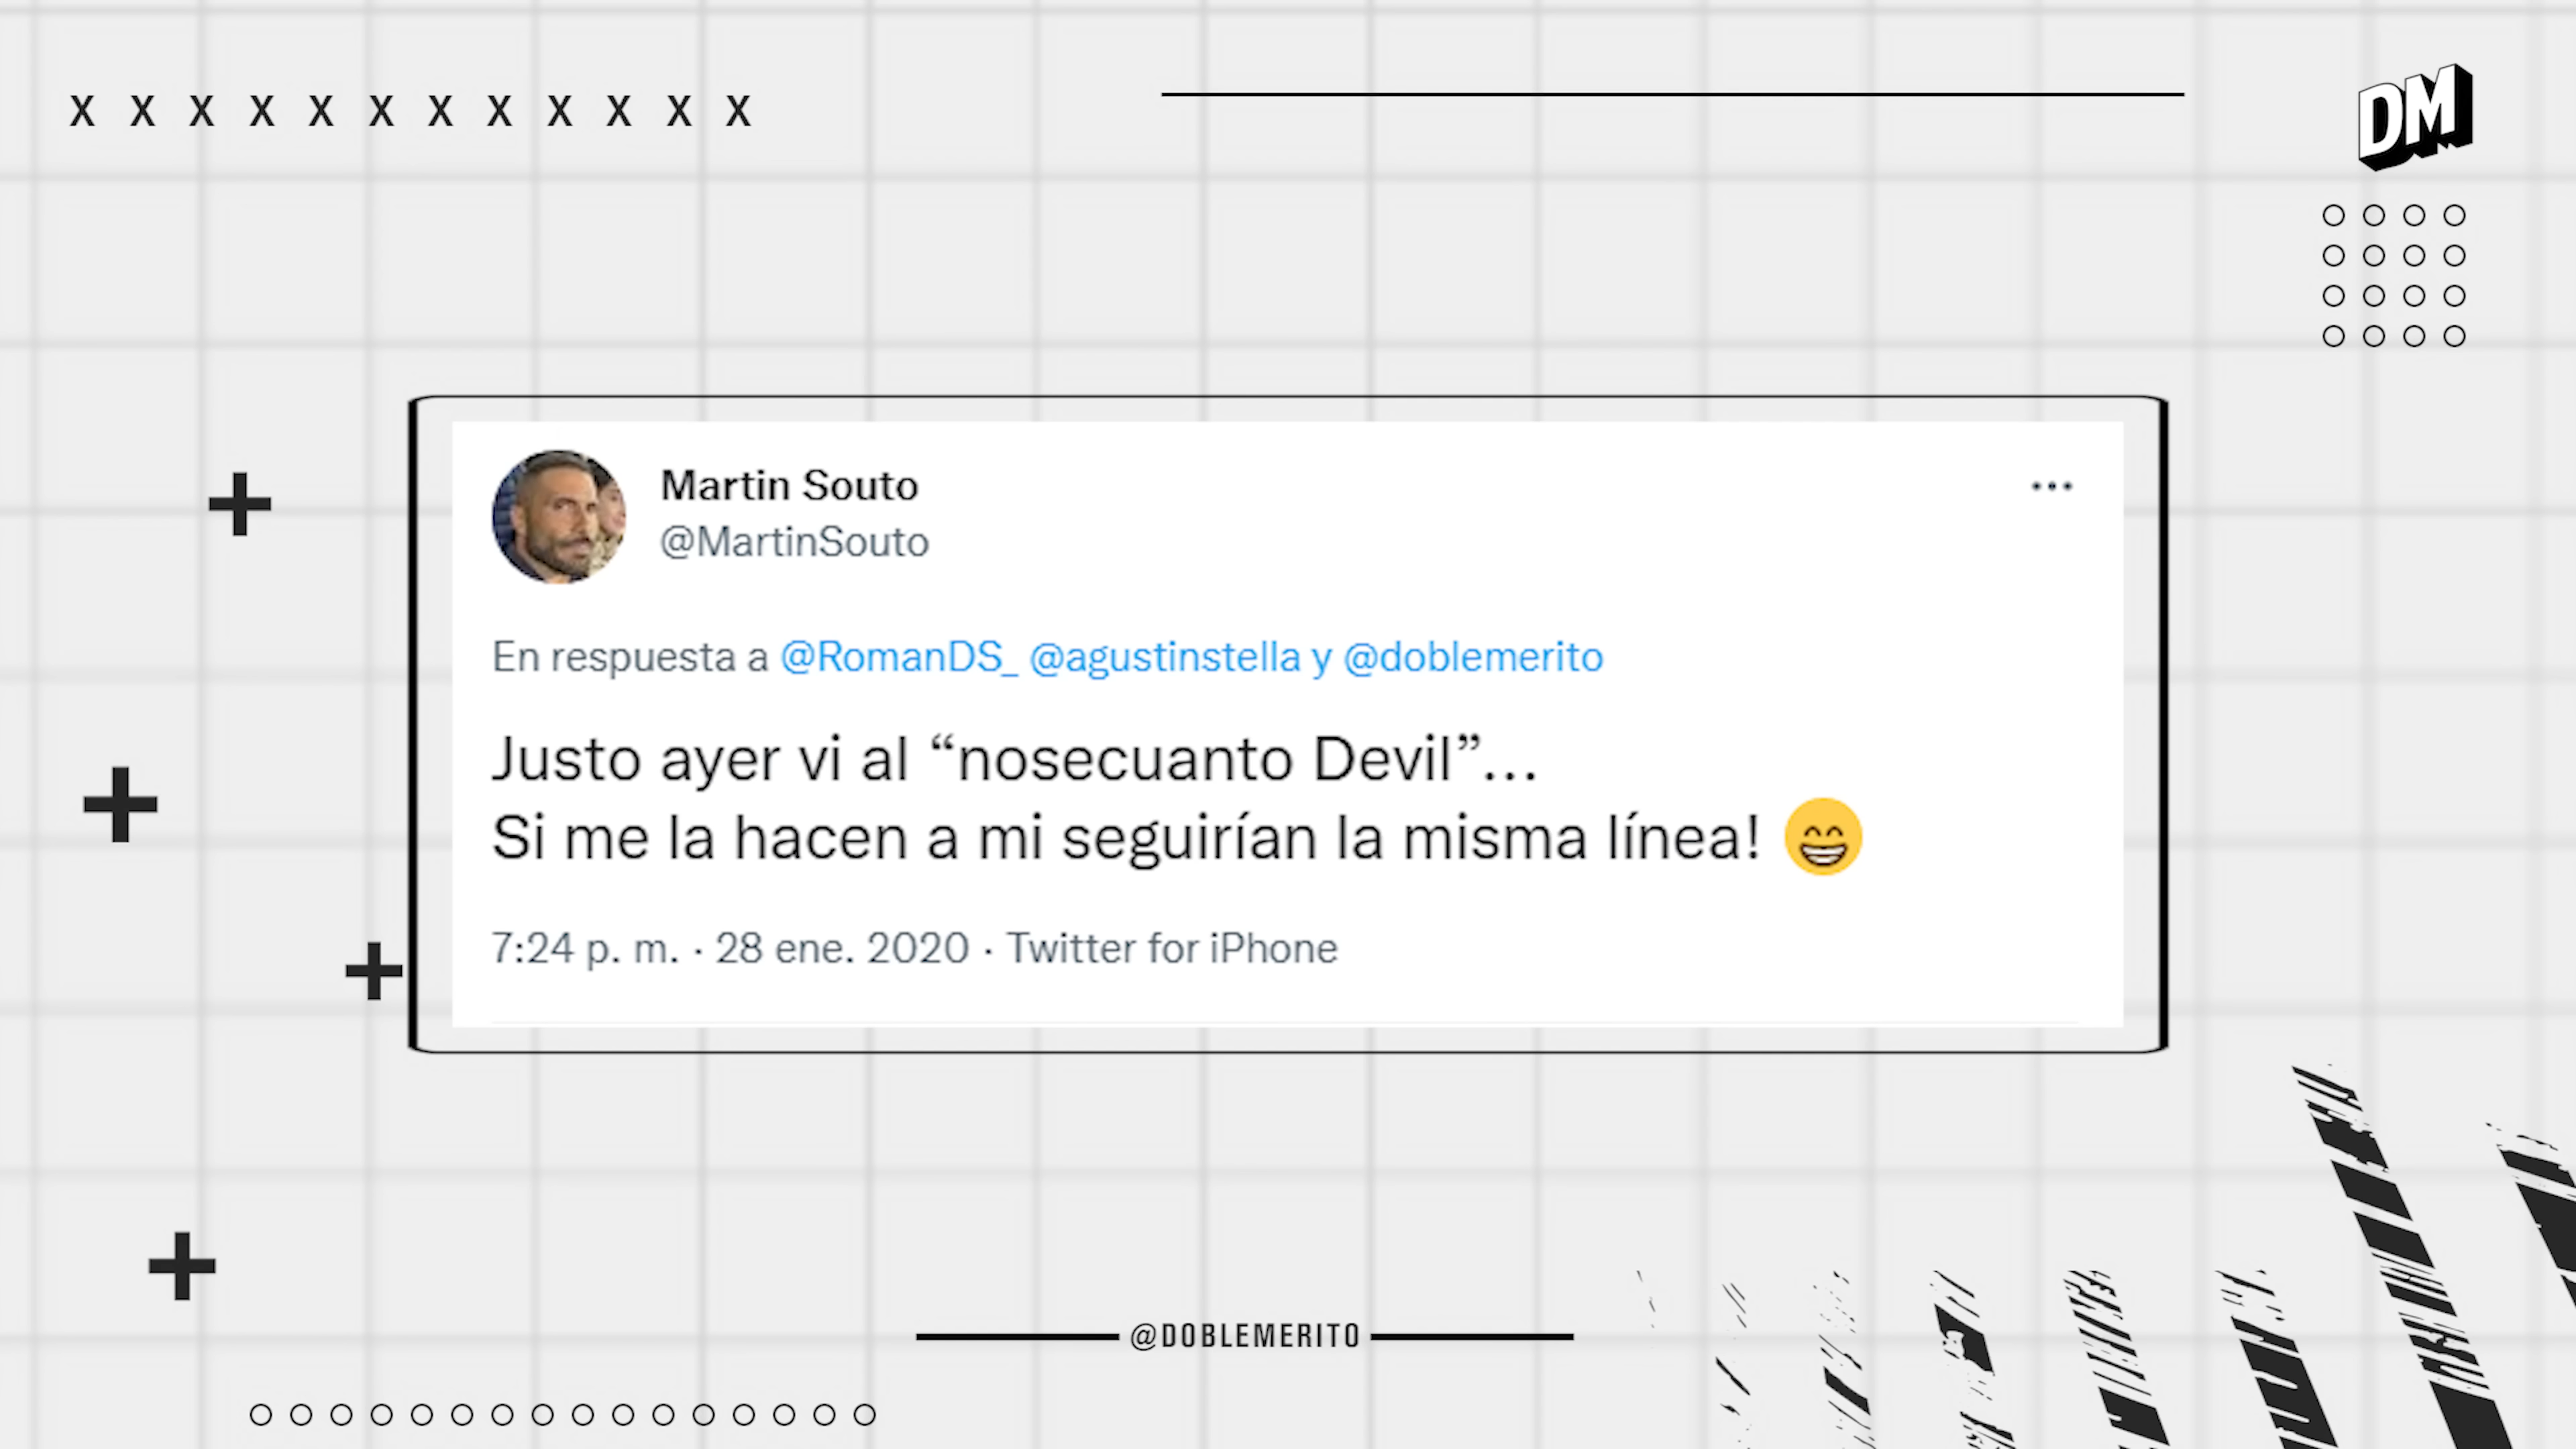 X X X X X X X X X X X X
DM
Martin Souto
@MartinSouto
En respuesta a @RomanDS_ @agustinstella y @doblemerito
Justo ayer vi al “nosecuanto Devil”...
Si me la hacen a mi seguirían la misma línea! 😁
7:24 p. m. · 28 ene. 2020 · Twitter for iPhone
@DOBLEMERITO